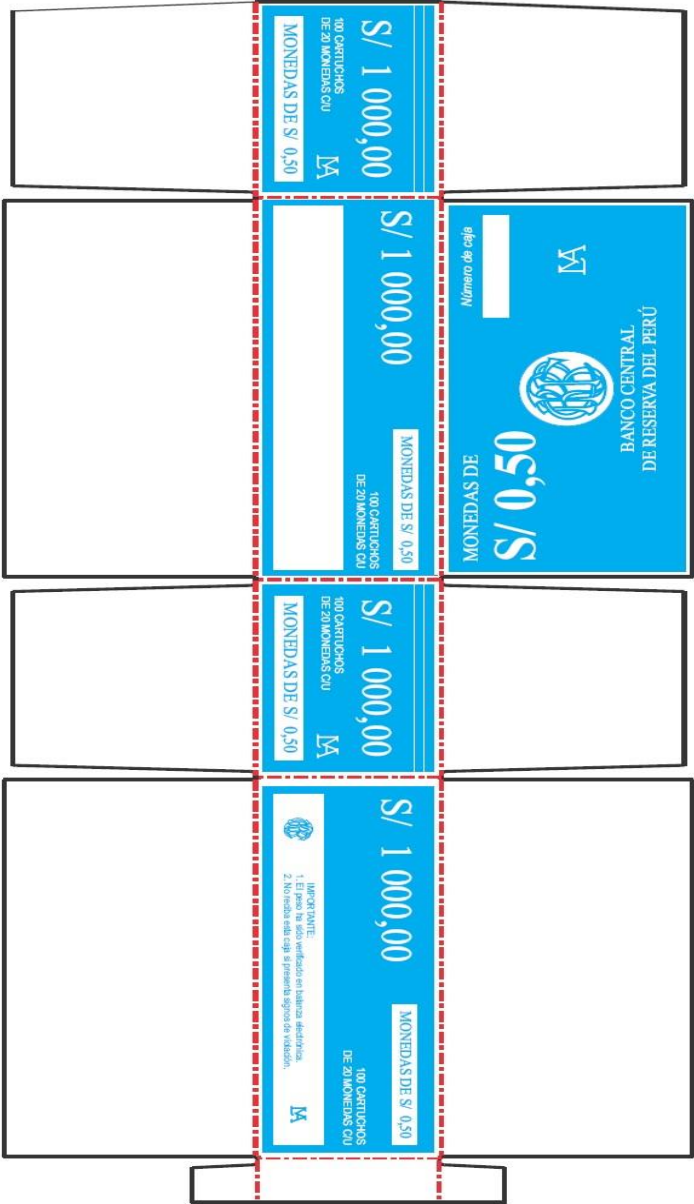 S/ 1 000,00
100 CARTUCHOS
DE 20 MONEDAS C/U
MONEDAS DE S/ 0,50
LM
S/ 1 000,00
MONEDAS DE S/ 0,50
100 CARTUCHOS
DE 20 MONEDAS C/U
Número de caja
BANCO CENTRAL
DE RESERVA DEL PERÚ
MONEDAS DE
S/ 0,50
S/ 1 000,00
100 CARTUCHOS
DE 20 MONEDAS C/U
MONEDAS DE S/ 0,50
S/ 1 000,00
MONEDAS DE S/ 0,50
100 CARTUCHOS
DE 20 MONEDAS C/U
IMPORTANTE:
1. El peso ha sido verificado en balanza electrónica.
2. No reciba esta caja si presenta signos de violación.